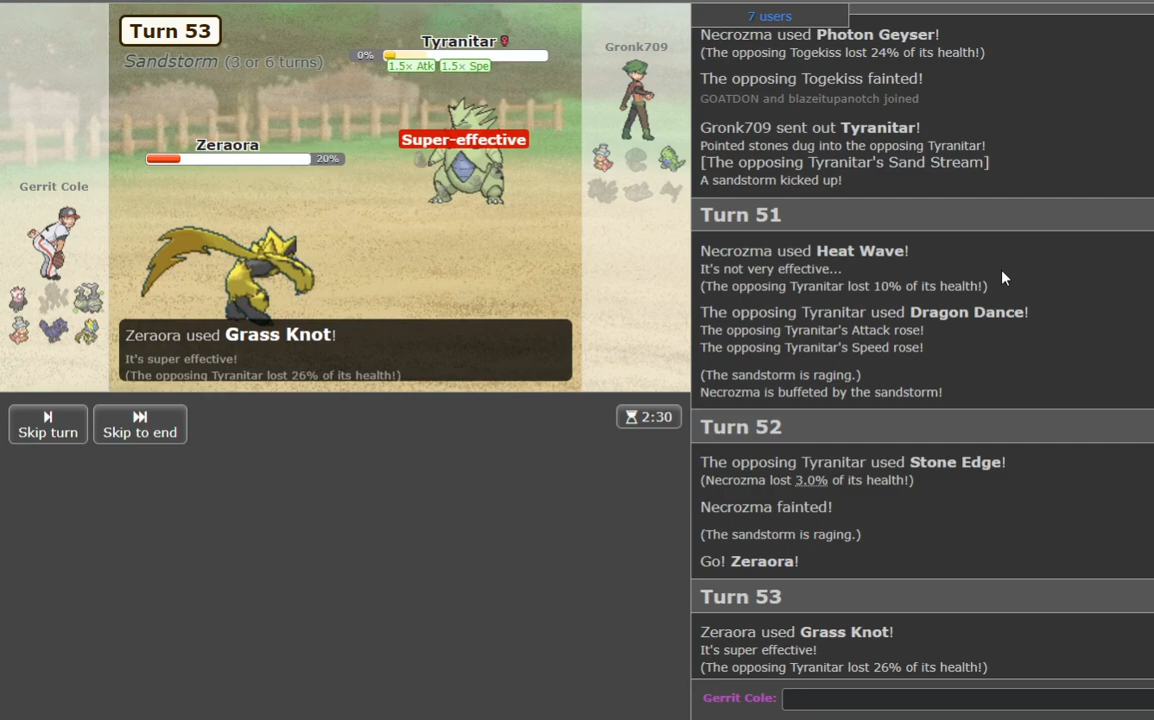 Turn 53
Sandstorm (3 or 6 turns)
Tyranitar
0%
1.5× Atk 1.5× Spe
Super-effective
Zeraora
20%
Gerrit Cole
Gronk709
Zeraora used Grass Knot!
It's super effective!
(The opposing Tyranitar lost 26% of its health!)
Skip turn
Skip to end
2:30
7 users
Necrozma used Photon Geyser!
(The opposing Togekiss lost 24% of its health!)
The opposing Togekiss fainted!
GOATDON and blazeitupanotch joined
Gronk709 sent out Tyranitar!
Pointed stones dug into the opposing Tyranitar!
[The opposing Tyranitar's Sand Stream]
A sandstorm kicked up!
Turn 51
Necrozma used Heat Wave!
It's not very effective...
(The opposing Tyranitar lost 10% of its health!)
The opposing Tyranitar used Dragon Dance!
The opposing Tyranitar's Attack rose!
The opposing Tyranitar's Speed rose!
(The sandstorm is raging.)
Necrozma is buffeted by the sandstorm!
Turn 52
The opposing Tyranitar used Stone Edge!
(Necrozma lost 3.0% of its health!)
Necrozma fainted!
(The sandstorm is raging.)
Go! Zeraora!
Turn 53
Zeraora used Grass Knot!
It's super effective!
(The opposing Tyranitar lost 26% of its health!)
Gerrit Cole: